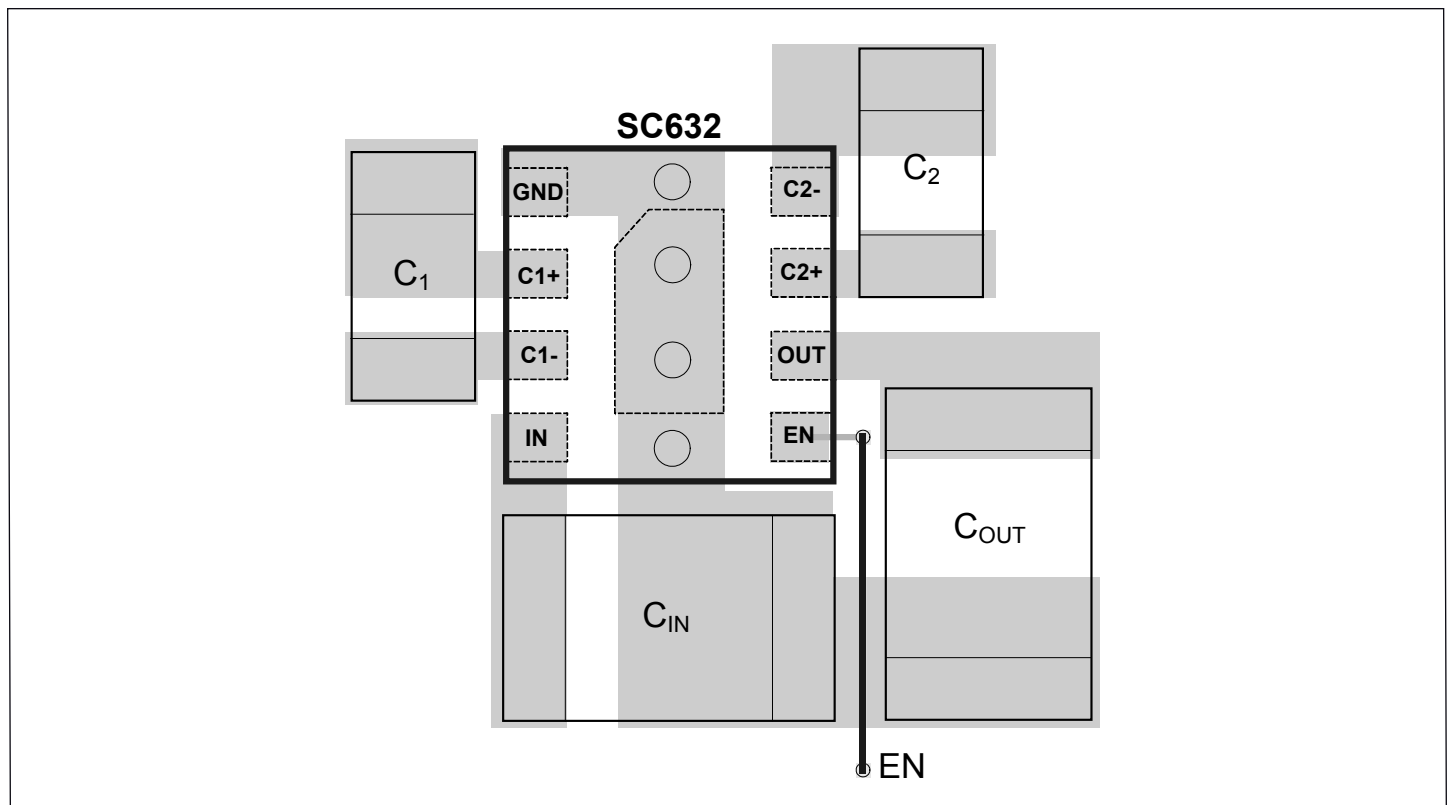 SC632
GND
C1+
C1-
IN
C2-
C2+
OUT
EN
C1
C2
CIN
COUT
EN